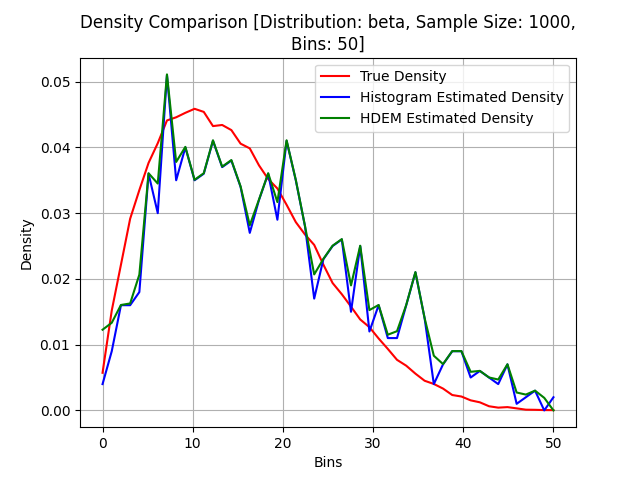 Density Comparison [Distribution: beta, Sample Size: 1000,
Bins: 50]
True Density
Histogram Estimated Density
HDEM Estimated Density
Density
0.05
0.04
0.03
0.02
0.01
0.00
0 10 20 30 40 50
Bins